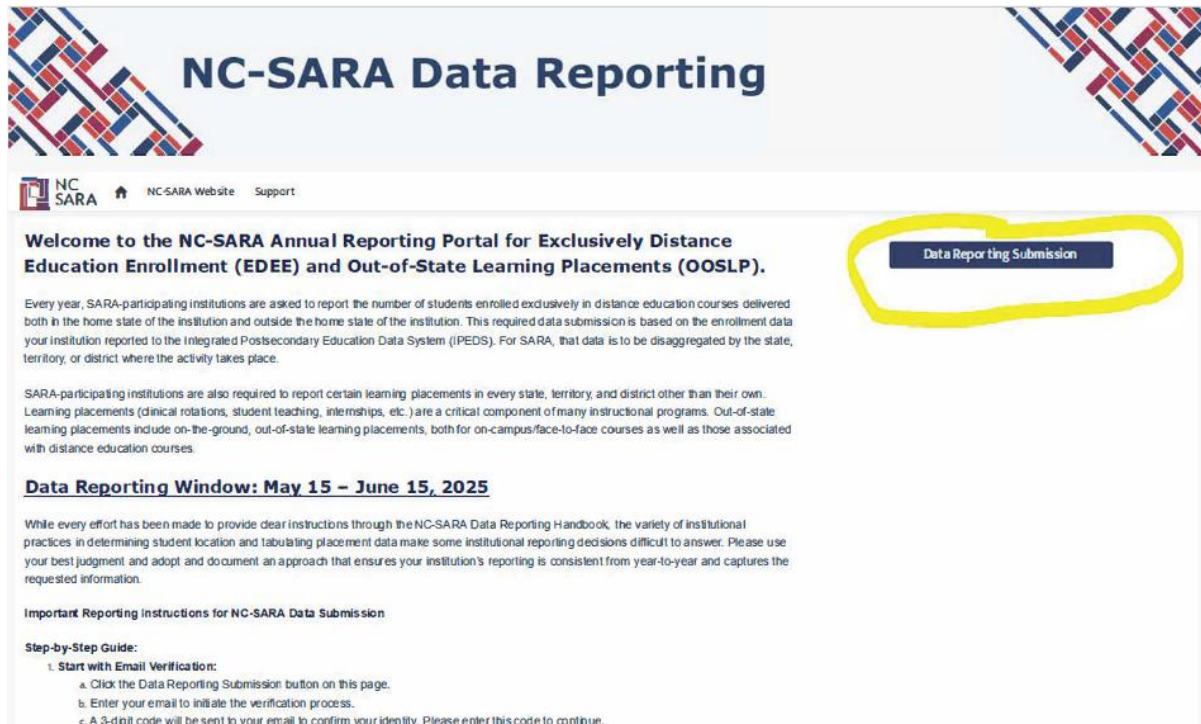 NC-SARA Data Reporting
NC
SARA
NC-SARA Website Support
Data Reporting Submission
Welcome to the NC-SARA Annual Reporting Portal for Exclusively Distance
Education Enrollment (EDEE) and Out-of-State Learning Placements (OOSLP).
Every year, SARA-participating institutions are asked to report the number of students enrolled exclusively in distance education courses delivered
both in the home state of the institution and outside the home state of the institution. This required data submission is based on the enrollment data
your institution reported to the Integrated Postsecondary Education Data System (IPEDS). For SARA, that data is to be disaggregated by the state,
territory, or district where the activity takes place.
SARA-participating institutions are also required to report certain learning placements in every state, territory, and district other than their own.
Learning placements (clinical rotations, student teaching, internships, etc.) are a critical component of many instructional programs. Out-of-state
learning placements include on-the-ground, out-of-state learning placements, both for on-campus/face-to-face courses as well as those associated
with distance education courses.
Data Reporting Window: May 15 – June 15, 2025
While every effort has been made to provide clear instructions through the NC-SARA Data Reporting Handbook, the variety of institutional
practices in determining student location and tabulating placement data make some institutional reporting decisions difficult to answer. Please use
your best judgment and adopt and document an approach that ensures your institution's reporting is consistent from year-to-year and captures the
requested information.
Important Reporting Instructions for NC-SARA Data Submission
Step-by-Step Guide:
1. Start with Email Verification:
a. Click the Data Reporting Submission button on this page.
b. Enter your email to initiate the verification process.
c. A 3-digit code will be sent to your email to confirm your identity. Please enter this code to continue.